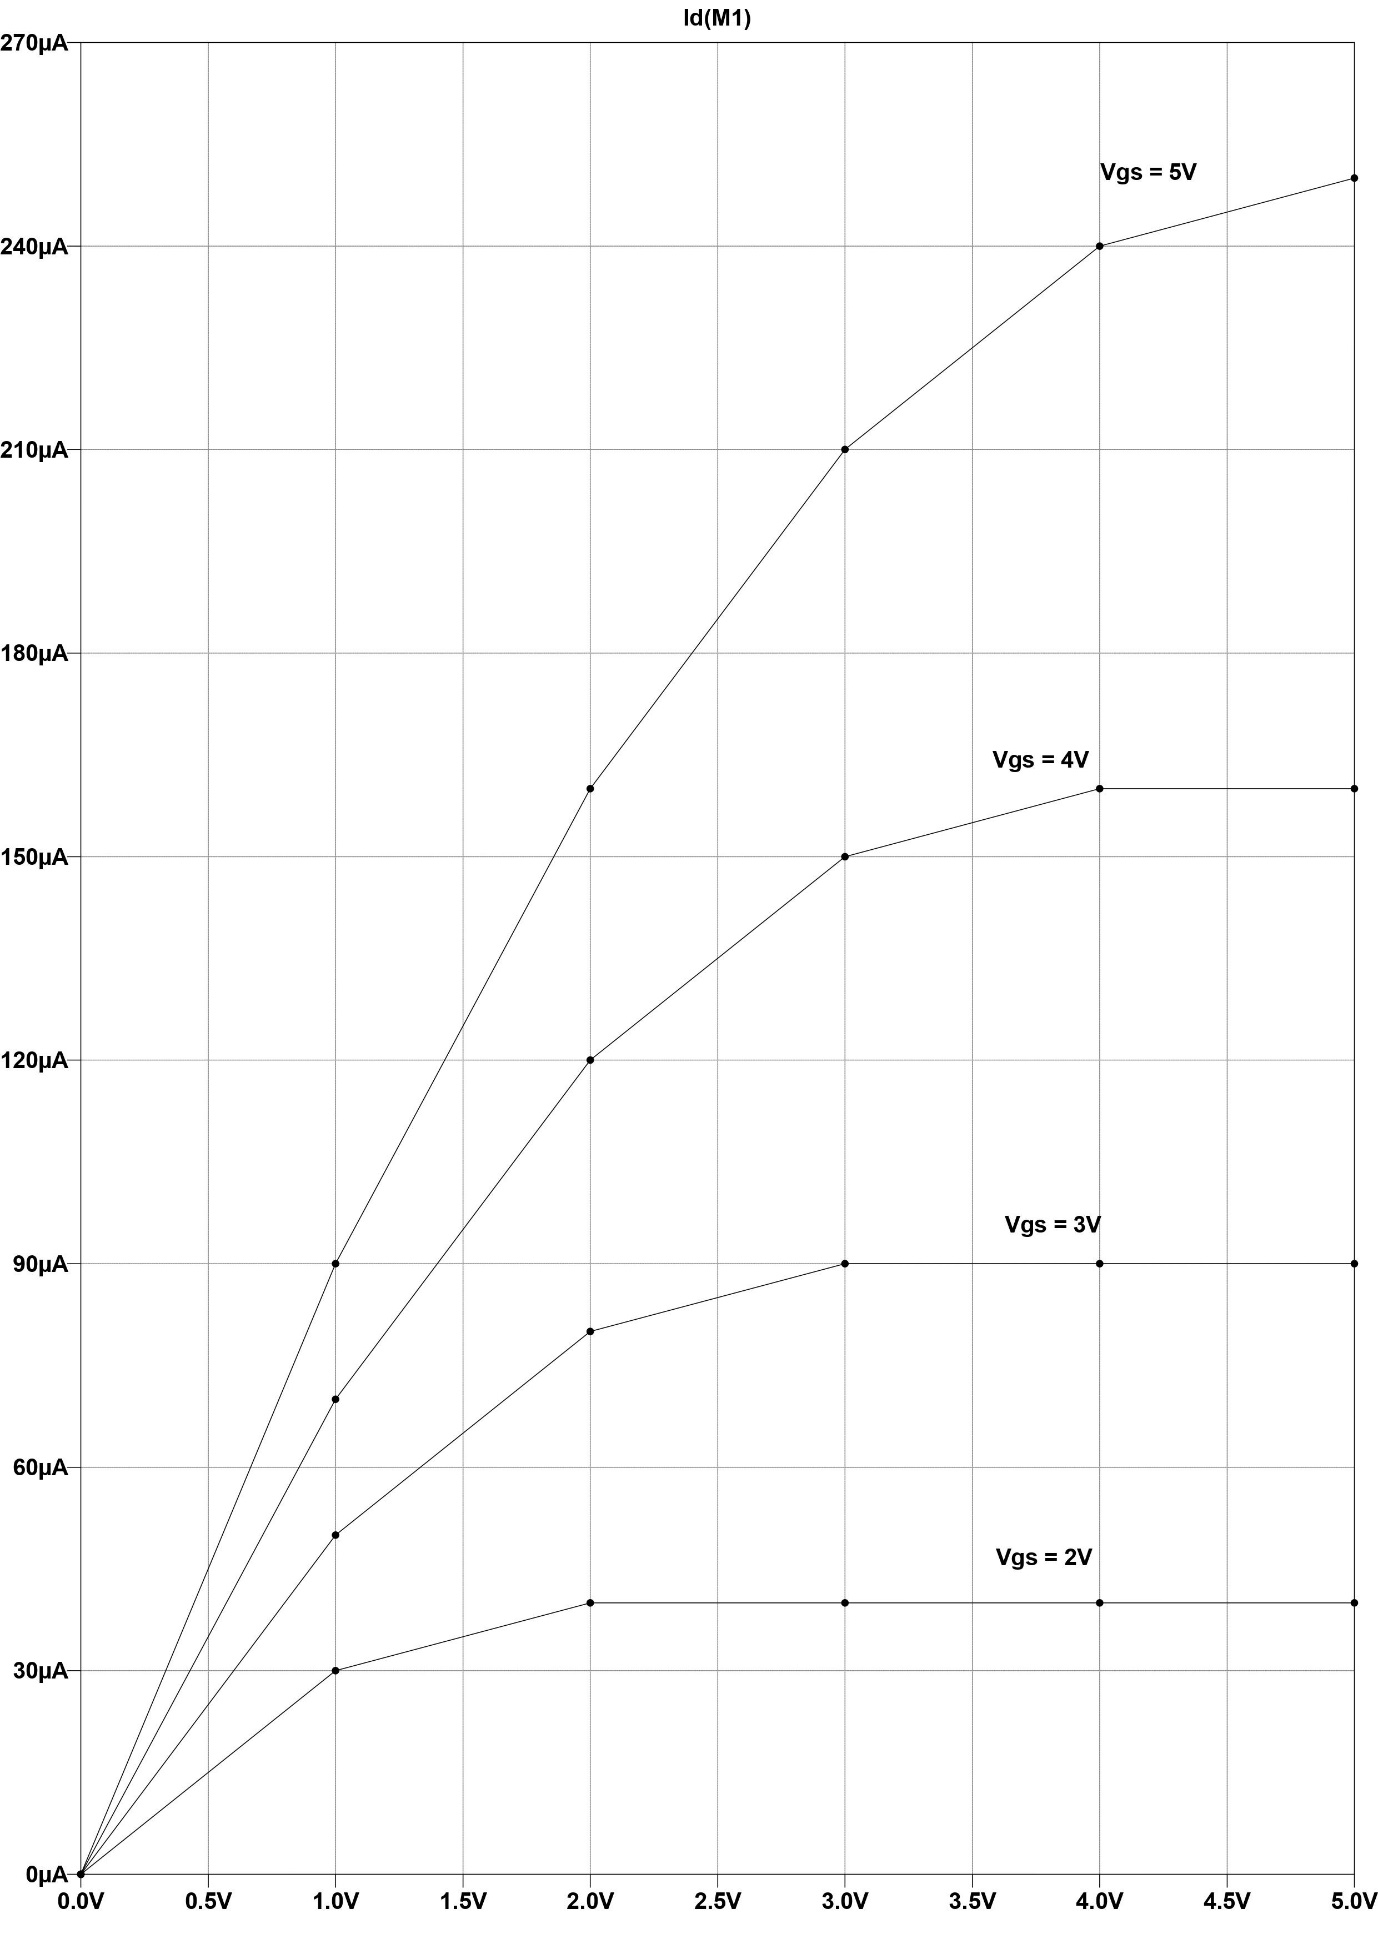 Id(M1)
270µA
240µA
210µA
180µA
150µA
120µA
90µA
60µA
30µA
0µA
Vgs = 5V
Vgs = 4V
Vgs = 3V
Vgs = 2V
0.0V 0.5V 1.0V 1.5V 2.0V 2.5V 3.0V 3.5V 4.0V 4.5V 5.0V